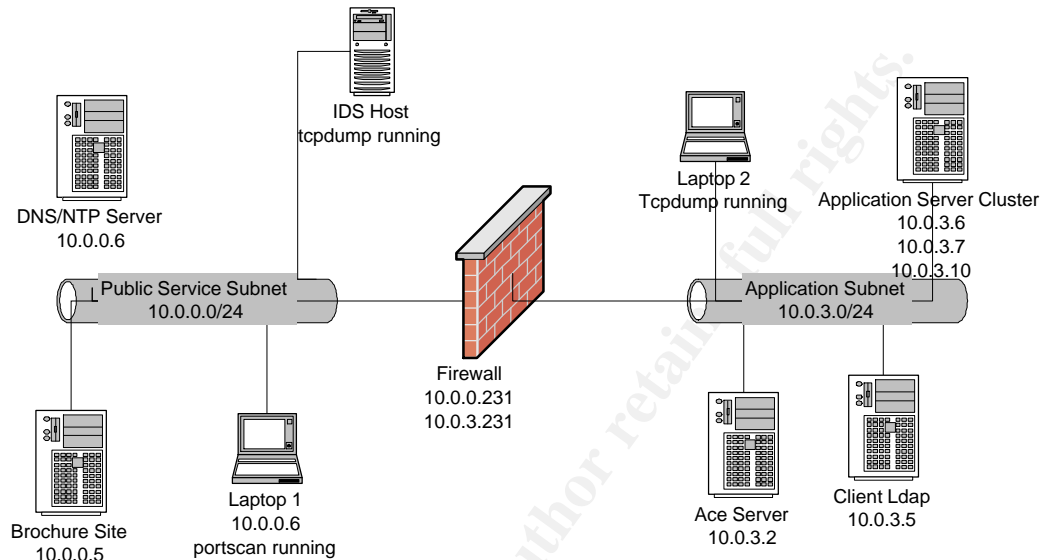 IDS Host
tcpdump running
DNS/NTP Server
10.0.0.6
Laptop 2
Tcpdump running
Application Server Cluster
10.0.3.6
10.0.3.7
10.0.3.10
Public Service Subnet
10.0.0.0/24
Application Subnet
10.0.3.0/24
Firewall
10.0.0.231
10.0.3.231
Brochure Site
10.0.0.5
Laptop 1
10.0.0.6
portscan running
Ace Server
10.0.3.2
Client Ldap
10.0.3.5
uthor retain full rights.